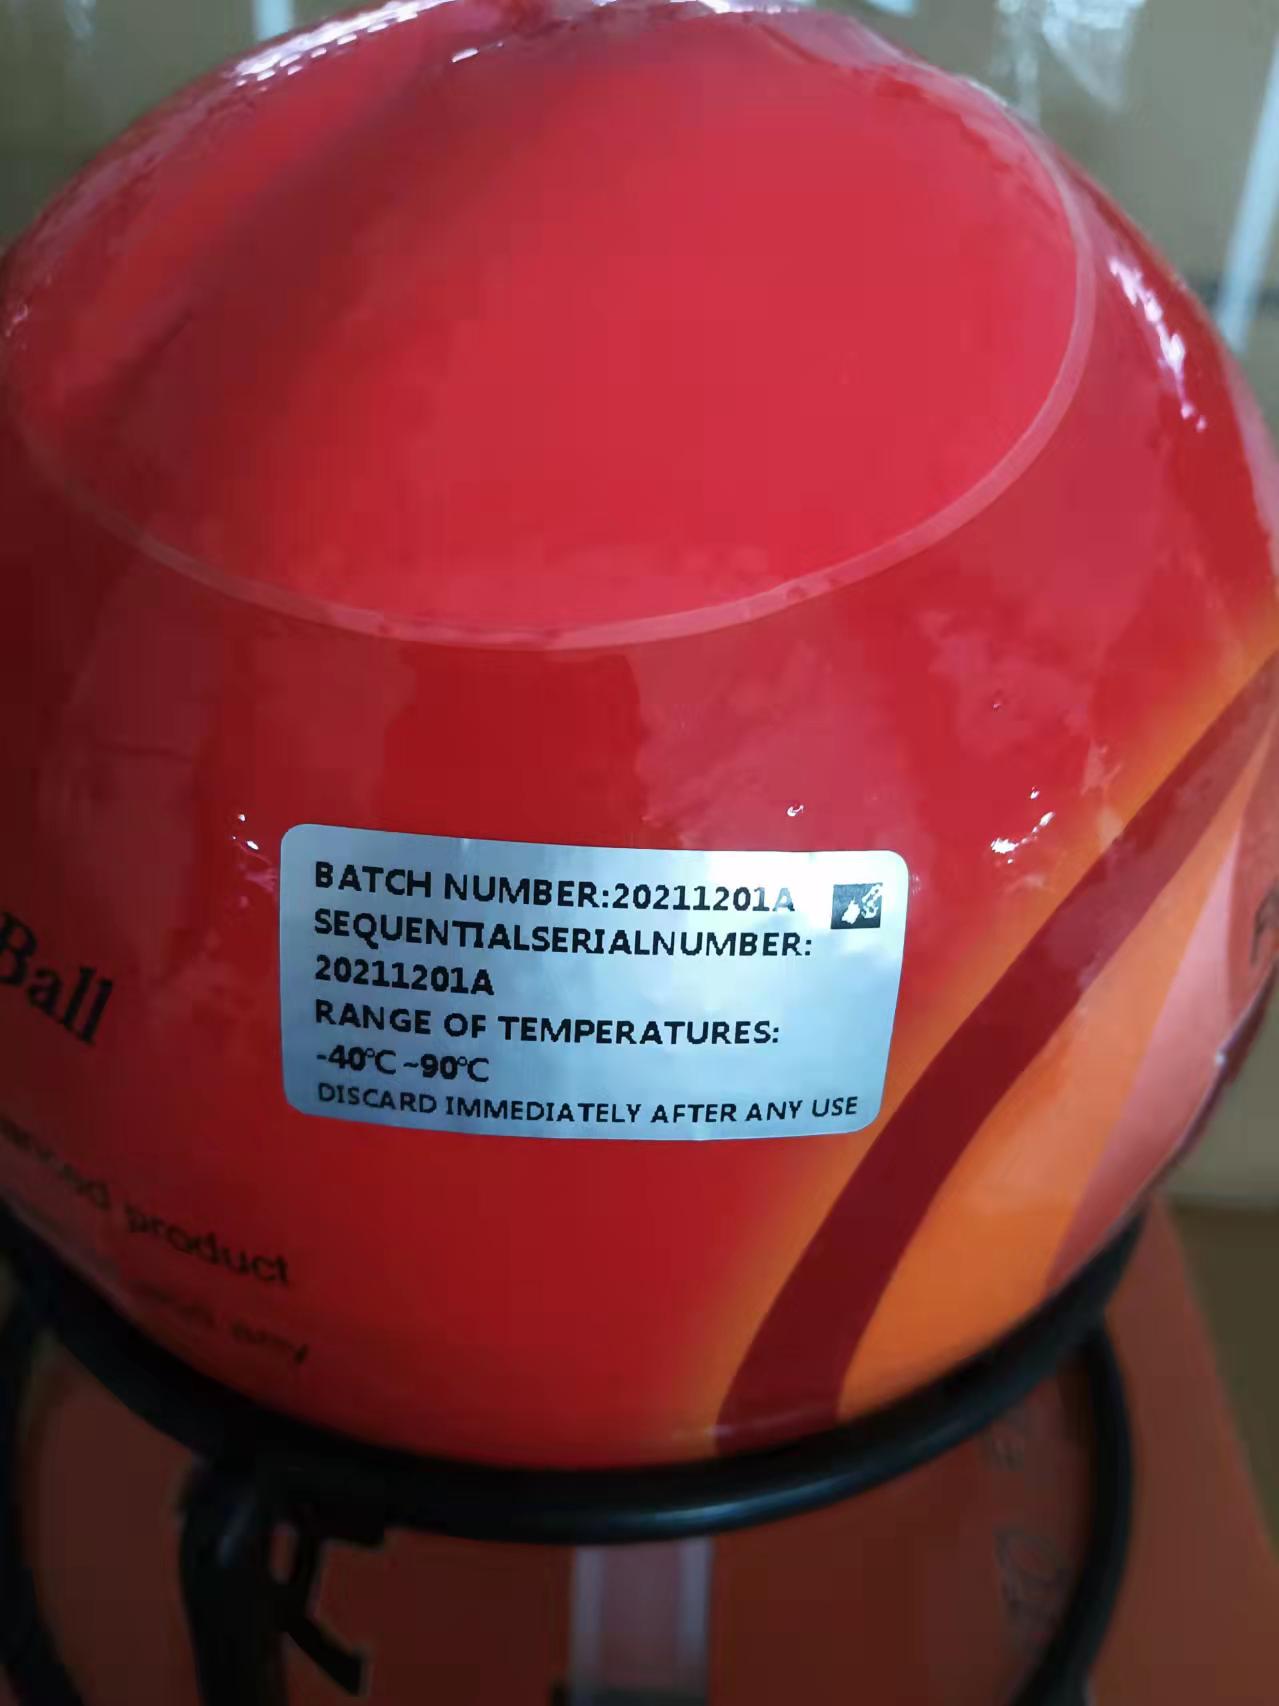 BATCH NUMBER:20211201A
SEQUENTIALSERIALNUMBER:
20211201A
RANGE OF TEMPERATURES:
-40°C ~90°C
DISCARD IMMEDIATELY AFTER ANY USE
Ball
product